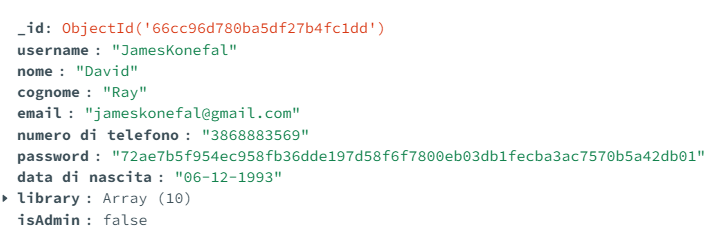 _id: ObjectId('66cc96d780ba5df27b4fc1dd')
username : "JamesKonefal"
nome : "David"
cognome : "Ray"
email : "jameskonefal@gmail.com"
numero di telefono : "3868883569"
password : "72ae7b5f954ec958fb36dde197d58f6f7800eb03db1fecba3ac7570b5a42db01"
data di nascita : "06-12-1993"
library : Array (10)
isAdmin : false